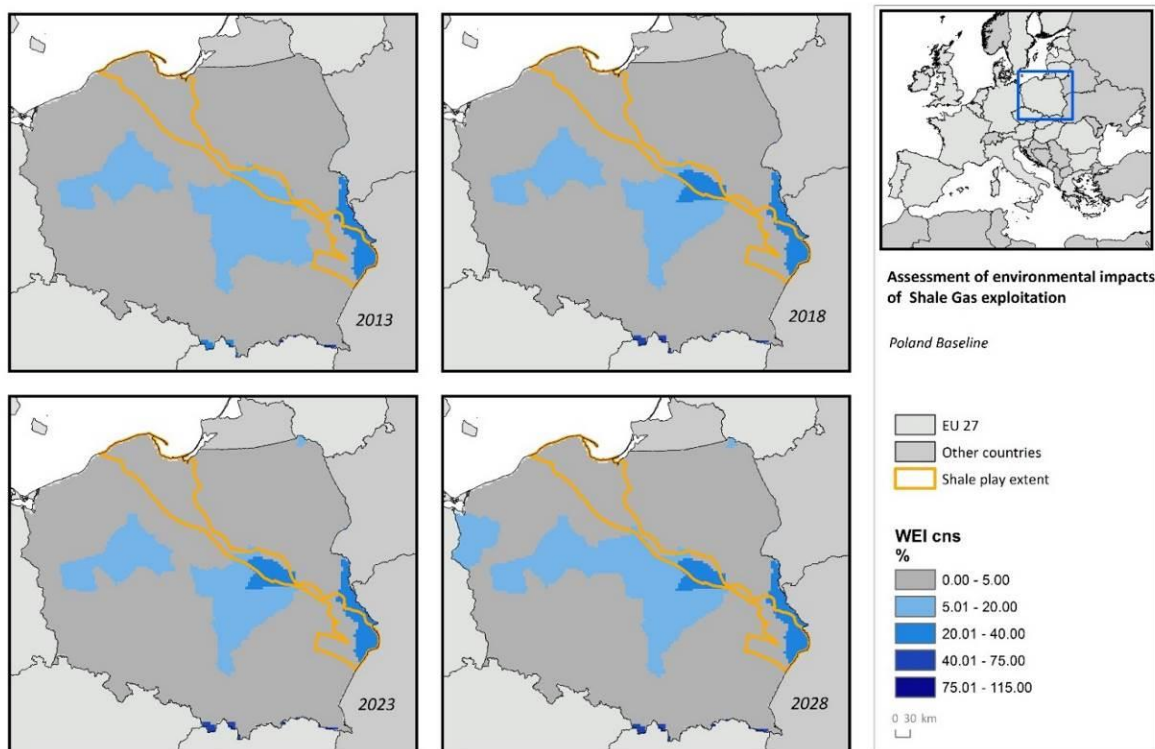 2013
2018
2023
2028
Assessment of environmental impacts
of Shale Gas exploitation
Poland Baseline
EU 27
Other countries
Shale play extent
WEI cns
%
0.00 - 5.00
5.01 - 20.00
20.01 - 40.00
40.01 - 75.00
75.01 - 115.00
0 30 km